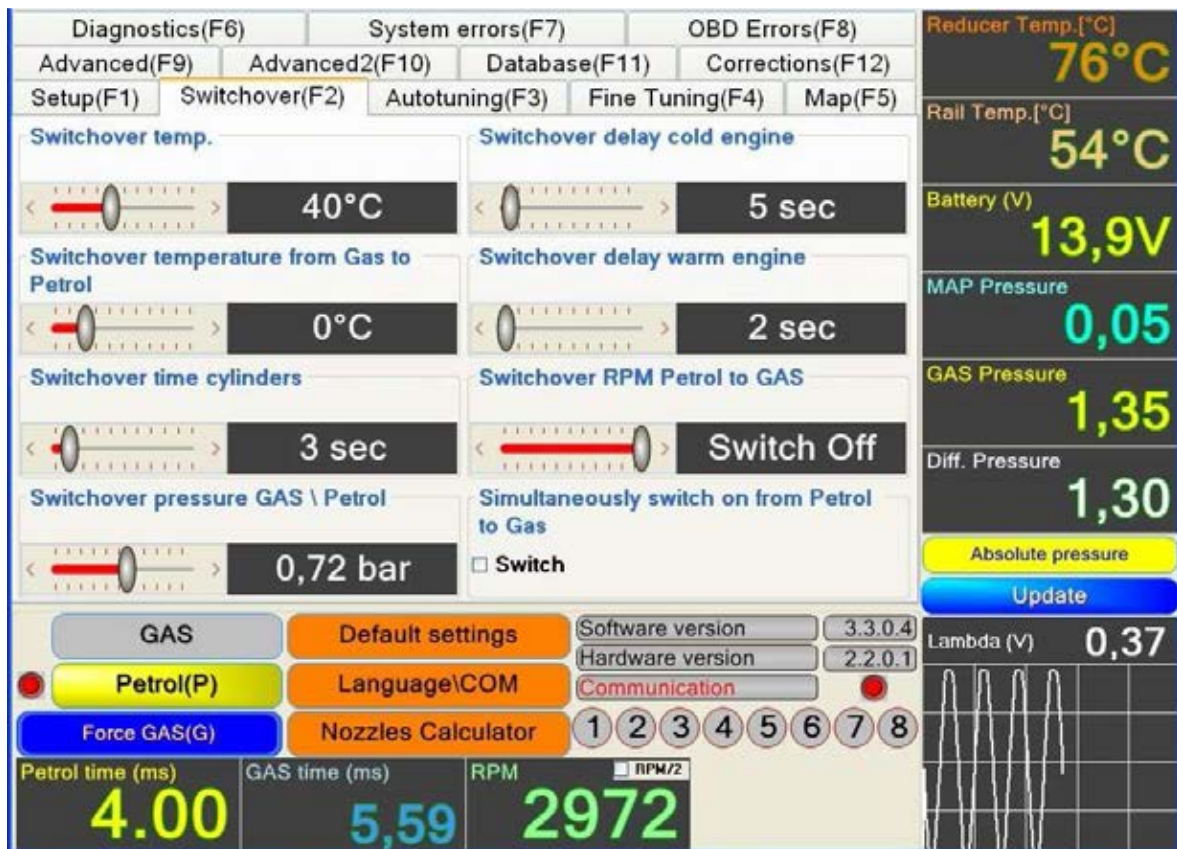 Diagnostics(F6) System errors(F7) OBD Errors(F8)
Advanced(F9) Advanced2(F10) Database(F11) Corrections(F12)
Setup(F1) Switchover(F2) Autotuning(F3) Fine Tuning(F4) Map(F5)
Switchover temp.
40°C
Switchover delay cold engine
5 sec
Switchover temperature from Gas to
Petrol
0°C
Switchover delay warm engine
2 sec
Switchover time cylinders
3 sec
Switchover RPM Petrol to GAS
Switch Off
Switchover pressure GAS \ Petrol
0,72 bar
Simultaneously switch on from Petrol
to Gas
Switch
Reducer Temp.[°C]
76°C
Rail Temp.[°C]
54°C
Battery (V)
13,9V
MAP Pressure
0,05
GAS Pressure
1,35
Diff. Pressure
1,30
Absolute pressure
Update
Lambda (V) 0,37
GAS
Petrol(P)
Force GAS(G)
Default settings
Language\COM
Nozzles Calculator
Software version 3.3.0.4
Hardware version 2.2.0.1
Communication
1 2 3 4 5 6 7 8
Petrol time (ms)
4.00
GAS time (ms)
5,59
RPM
RPM/2
2972